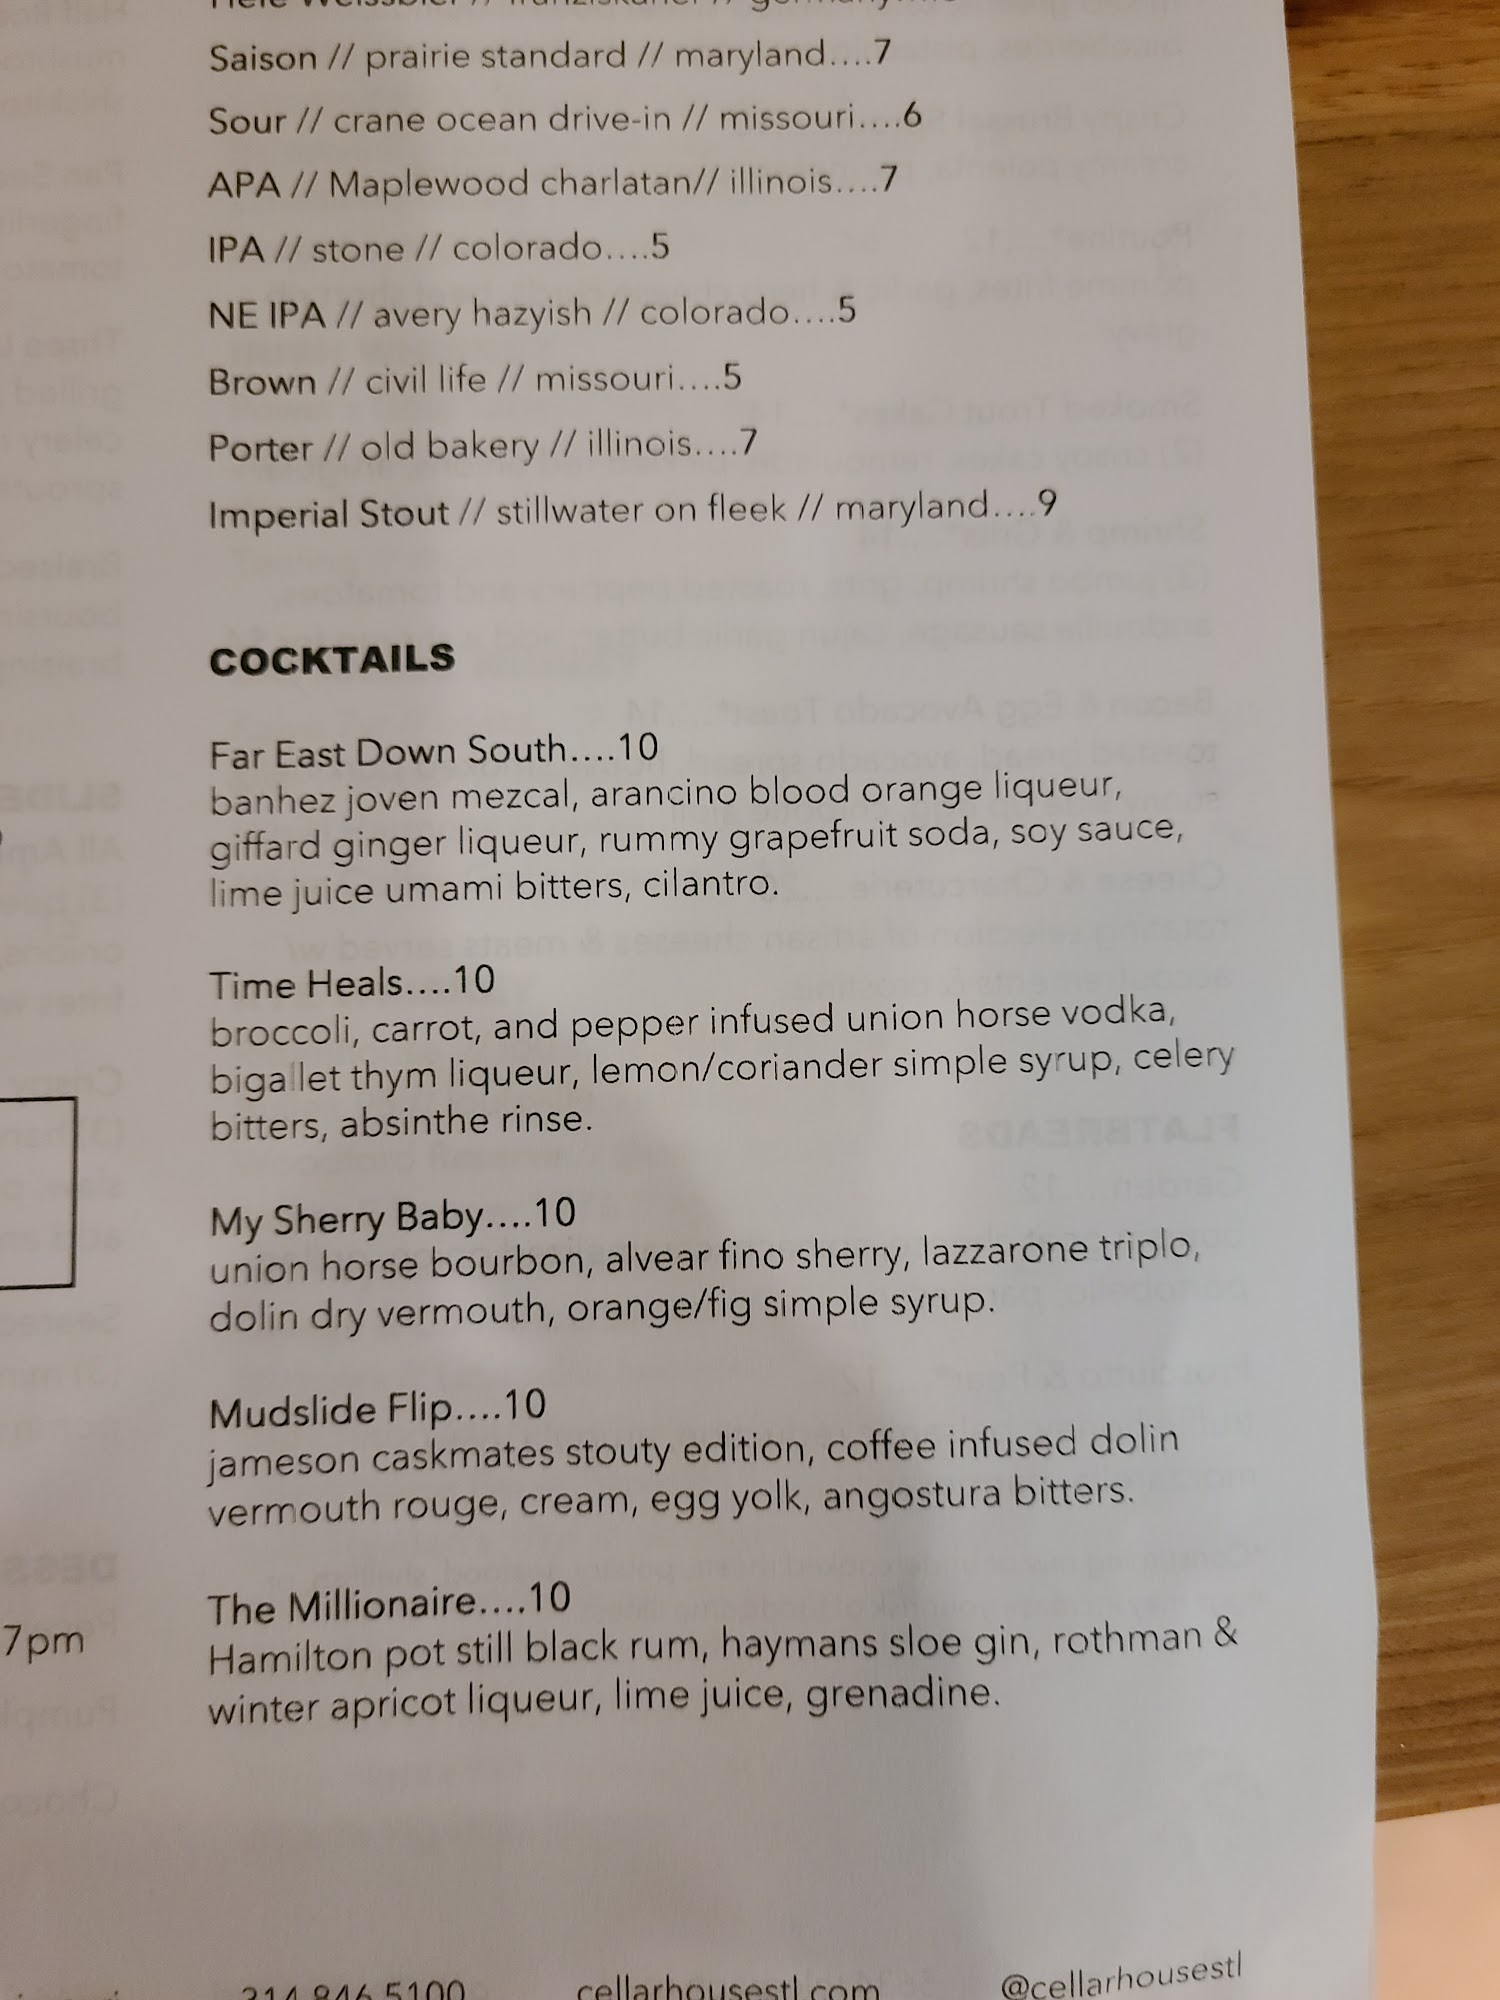 Saison // prairie standard // maryland....7
Sour // crane ocean drive-in // missouri....6
APA // Maplewood charlatan// illinois....7
IPA // stone // colorado....5
NE IPA // avery hazyish // colorado....5
Brown // civil life // missouri....5
Porter // old bakery // illinois....7
Imperial Stout // stillwater on fleek // maryland....9
COCKTAILS
Far East Down South....10
banhez joven mezcal, arancino blood orange liqueur,
giffard ginger liqueur, rummy grapefruit soda, soy sauce,
lime juice umami bitters, cilantro.
Time Heals....10
broccoli, carrot, and pepper infused union horse vodka,
bigallet thym liqueur, lemon/coriander simple syrup, celery
bitters, absinthe rinse.
My Sherry Baby....10
union horse bourbon, alvear fino sherry, lazzarone triplo,
dolin dry vermouth, orange/fig simple syrup.
Mudslide Flip....10
jameson caskmates stouty edition, coffee infused dolin
vermouth rouge, cream, egg yolk, angostura bitters.
The Millionaire....10
7pm
Hamilton pot still black rum, haymans sloe gin, rothman &
winter apricot liqueur, lime juice, grenadine.
314.846.5100 cellarhousestl.com @cellarhousestl